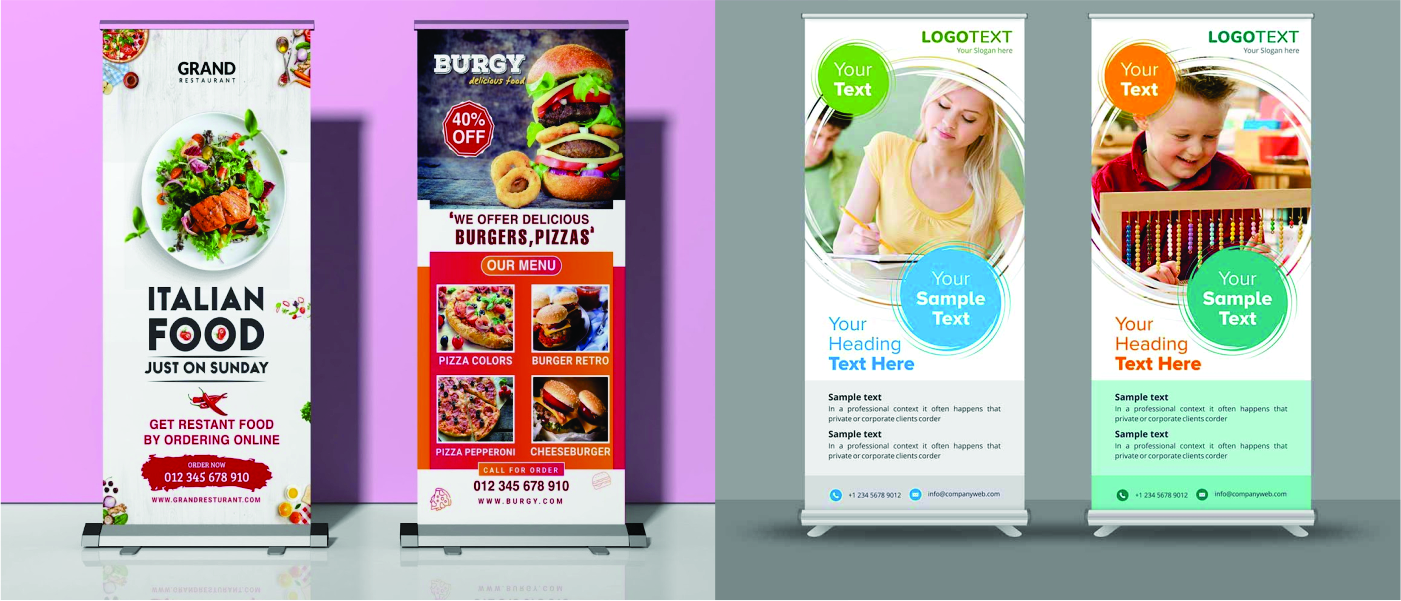 GRAND
RESTAURANT
ITALIAN
FOOD
JUST ON SUNDAY
GET RESTANT FOOD
BY ORDERING ONLINE
ORDER NOW
012 345 678 910
WWW.GRANDRESTURANT.COM
BURGY
delicious food
40%
OFF
'WE OFFER DELICIOUS
BURGERS,PIZZAS'
OUR MENU
PIZZA COLORS
BURGER RETRO
PIZZA PEPPERONI
CHEESEBURGER
CALL FOR ORDER
012 345 678 910
WWW.BURGY.COM
LOGOTEXT
Your Slogan here
Your
Text
Your
Sample
Text
Your
Heading
Text Here
Sample text
In a professional context it often happens that
private or corporate clients corder
Sample text
In a professional context it often happens that
private or corporate clients corder
+1 234 5678 9012
info@companyweb.com
LOGOTEXT
Your Slogan here
Your
Text
Your
Sample
Text
Your
Heading
Text Here
Sample text
In a professional context it often happens that
private or corporate clients corder
Sample text
In a professional context it often happens that
private or corporate clients corder
+1 234 5678 9012
info@companyweb.com